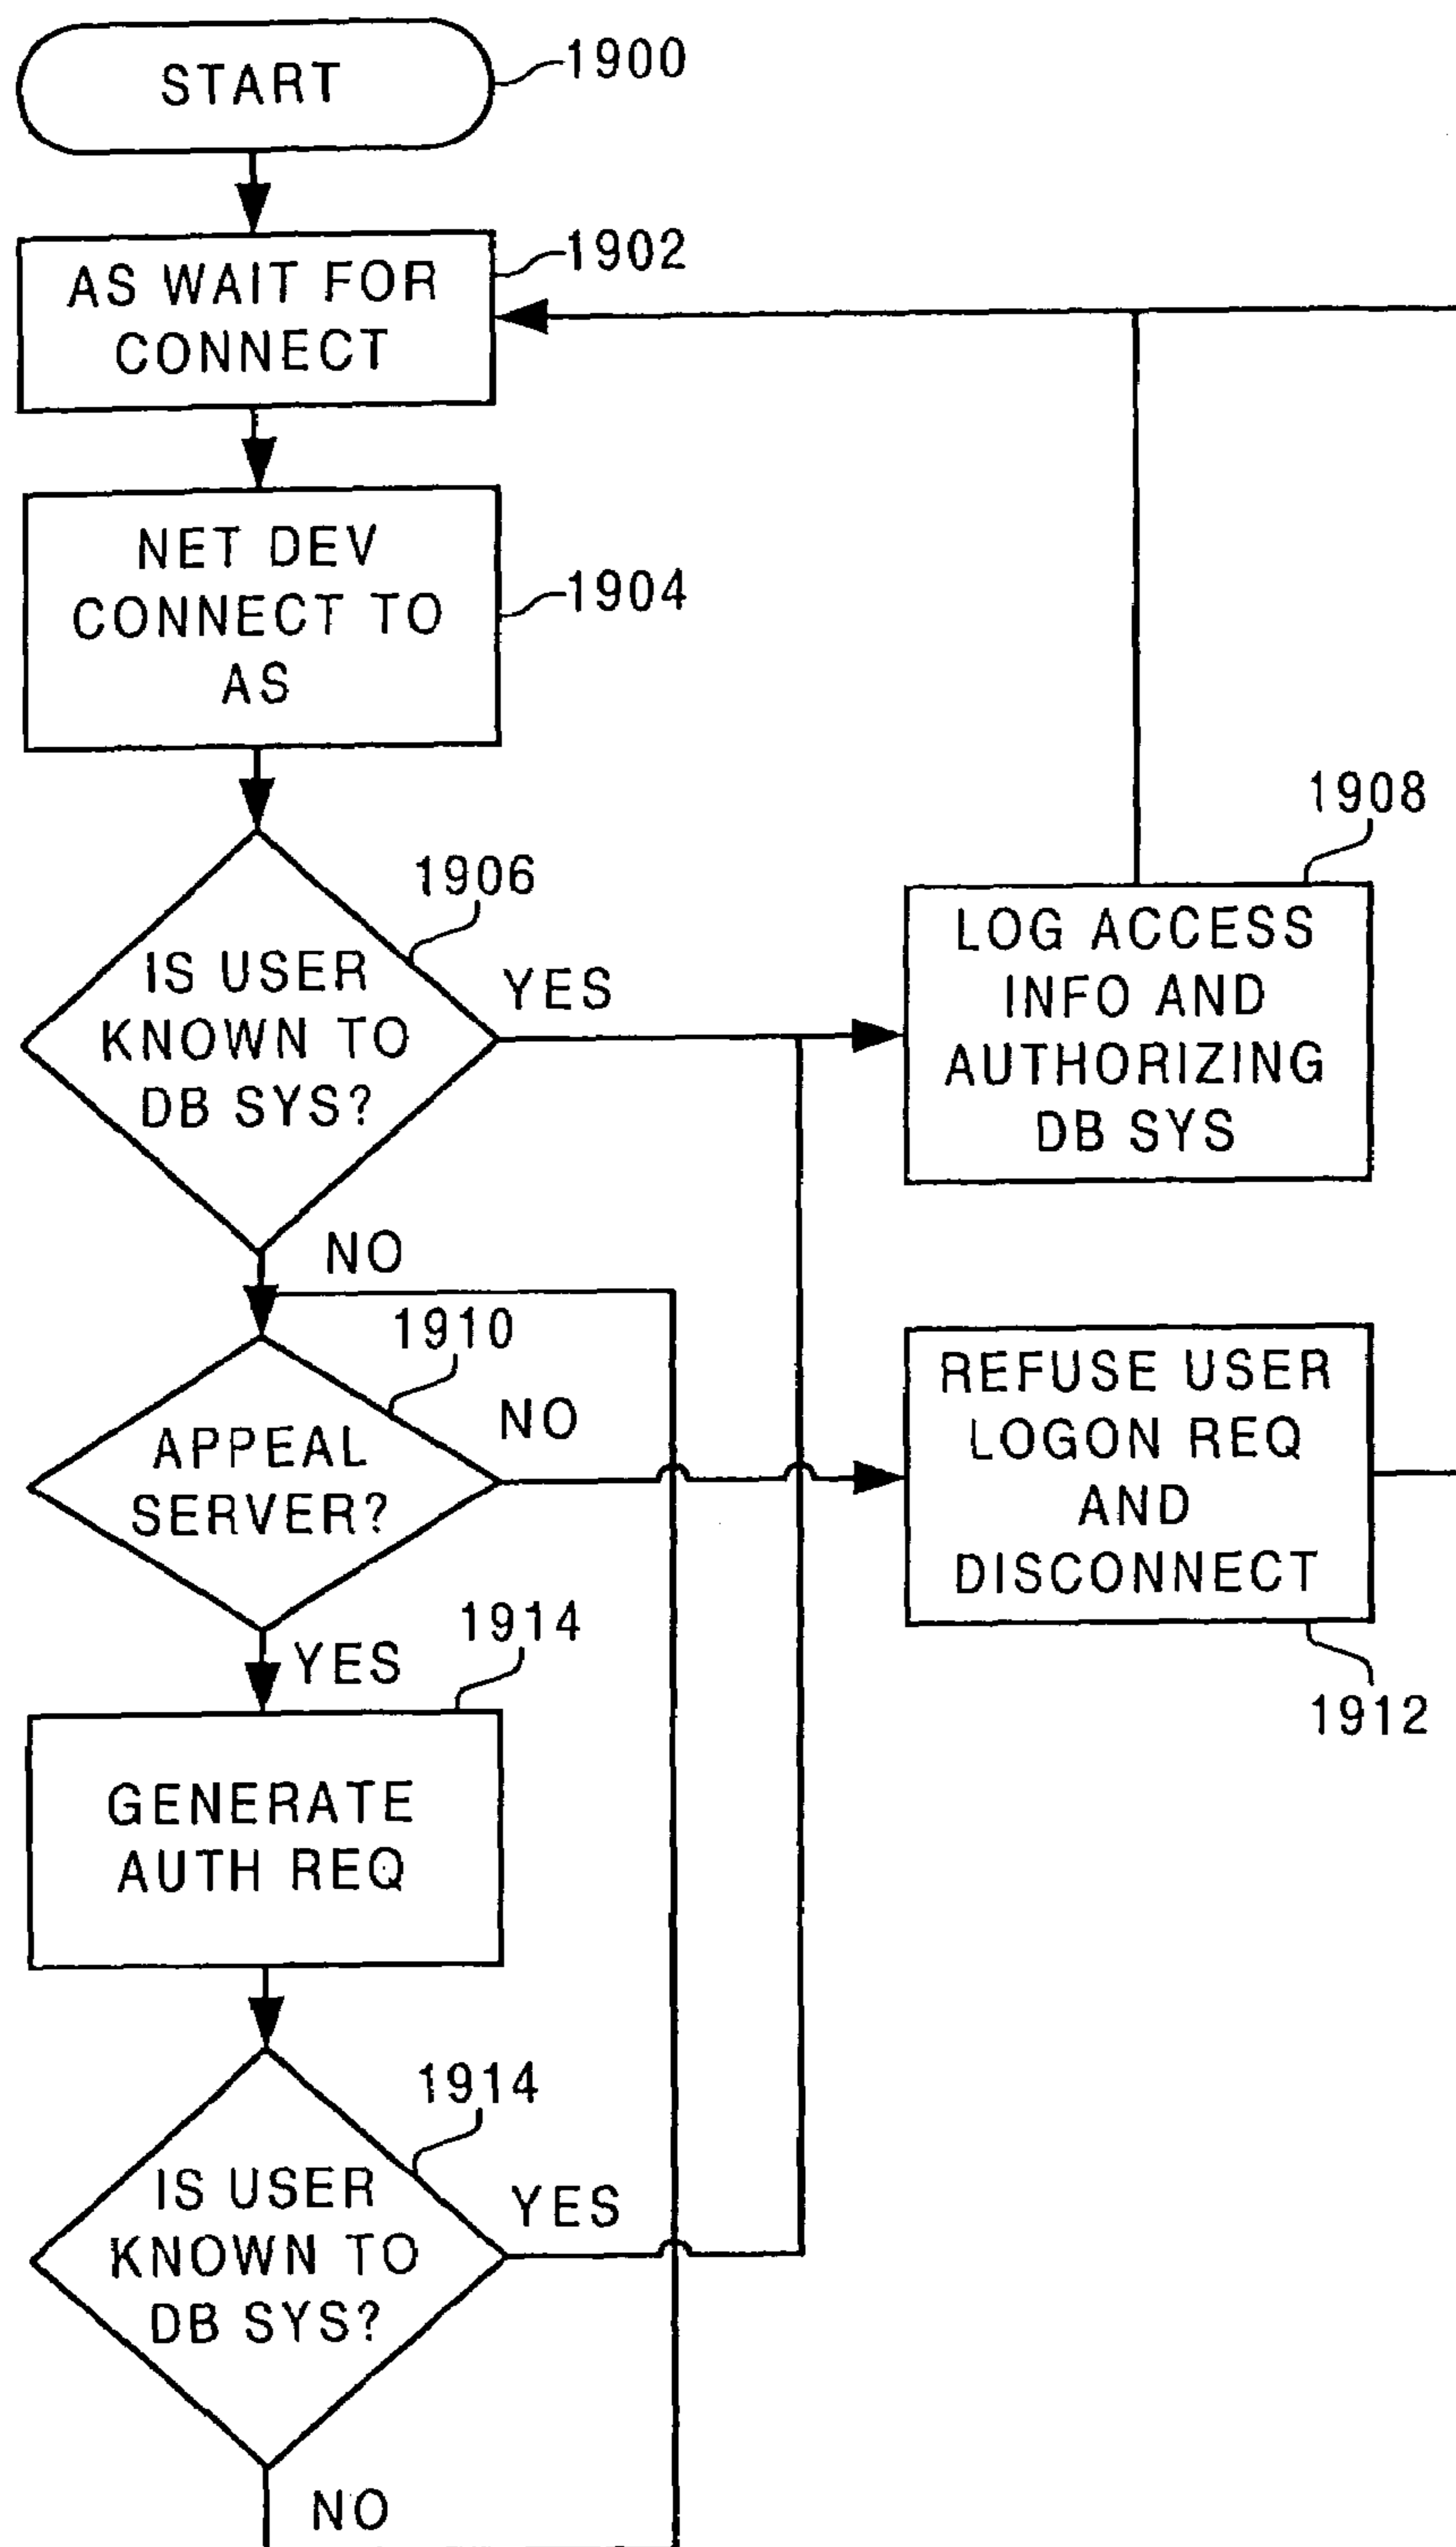 START
1900
AS WAIT FOR
CONNECT
1902
NET DEV
CONNECT TO
AS
1904
1906
IS USER
KNOWN TO
DB SYS?
YES
NO
1908
LOG ACCESS
INFO AND
AUTHORIZING
DB SYS
1910
APPEAL
SERVER?
NO
YES
REFUSE USER
LOGON REQ
AND
DISCONNECT
1912
1914
GENERATE
AUTH REQ
1914
IS USER
KNOWN TO
DB SYS?
YES
NO